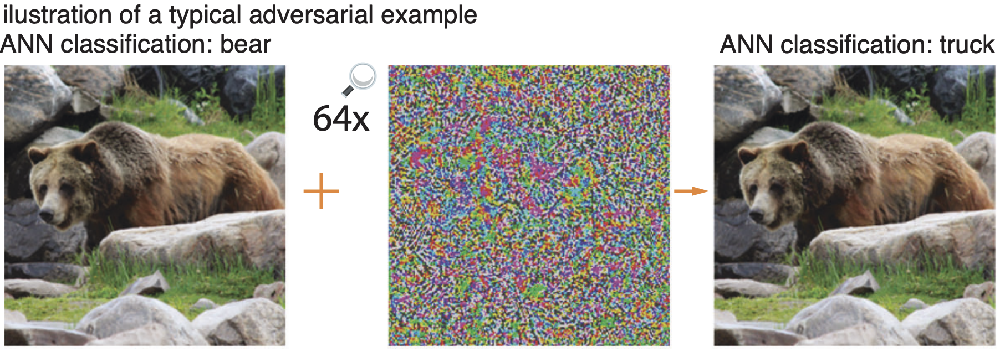 ilustration of a typical adversarial example
ANN classification: bear
64x
ANN classification: truck